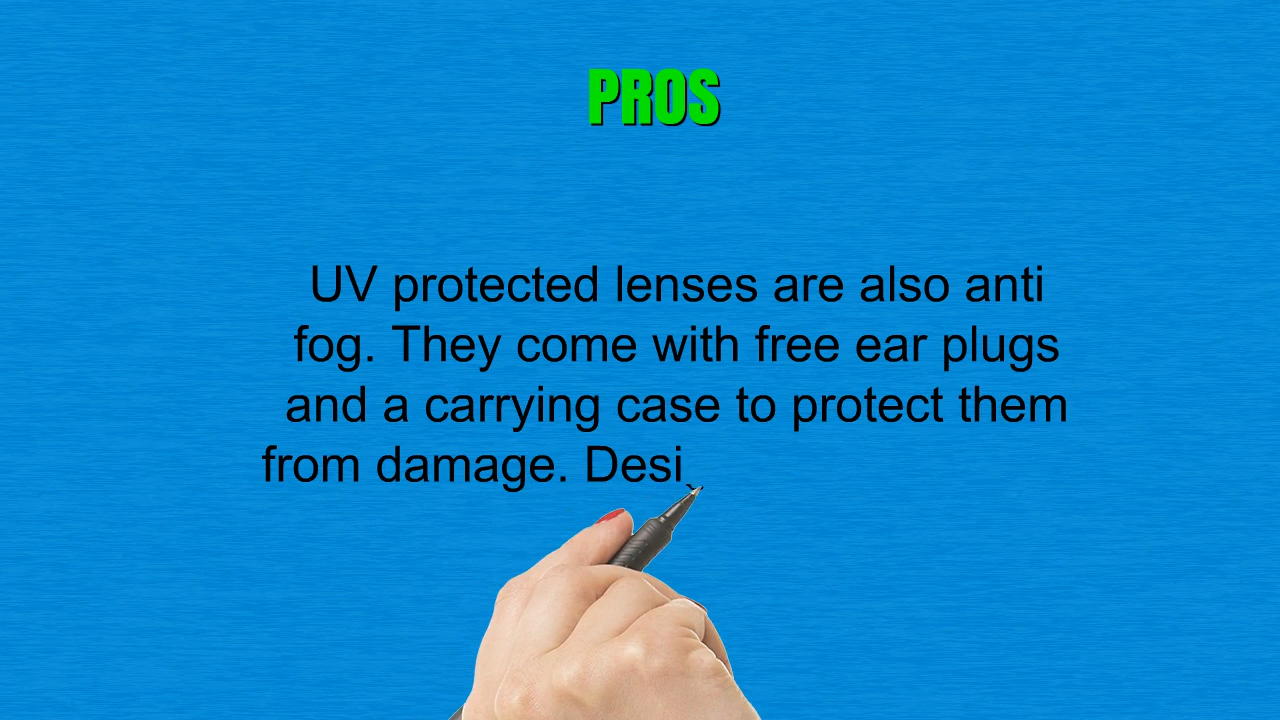 PROS
UV protected lenses are also anti
fog. They come with free ear plugs
and a carrying case to protect them
from damage. Desi